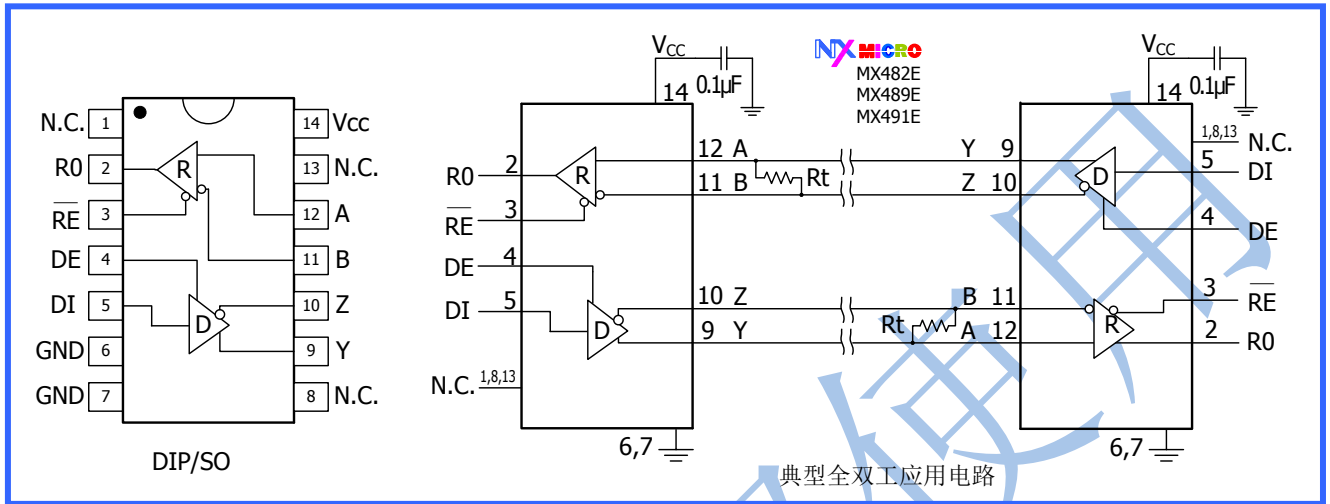 N.C. 1
R0 2
RE 3
DE 4
DI 5
GND 6
GND 7
14 Vcc
13 N.C.
12 A
11 B
10 Z
9 Y
8 N.C.
R
D
DIP/SO
VCC
0.1µF
14
R0 2
RE 3
DE 4
DI 5
N.C. 1,8,13
R
D
12 A
11 B
Rt
10 Z
9 Y
6,7
NX MICRO
MX482E
MX489E
MX491E
VCC
0.1µF
14
Y 9
Z 10
B 11
A 12
Rt
D
R
1,8,13 N.C.
5 DI
4 DE
3 RE
2 R0
6,7
典型全双工应用电路
使用